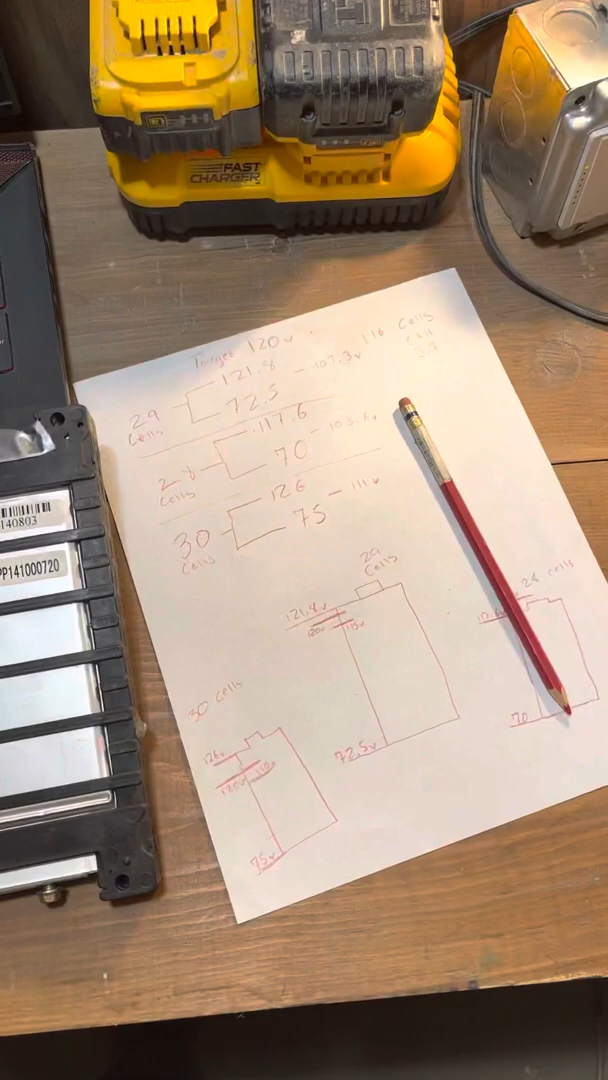 FAST
CHARGER
Target 120v
121.8
29 Cells
72.5
107.3v
116 Cells
117.6
28 Cells
70
103.6v
126
30 Cells
75
111v
29 Cells
121.8v
120v
115v
72.5v
28 cells
70
30 cells
126v
120v
110
75v
140803
PP141000720